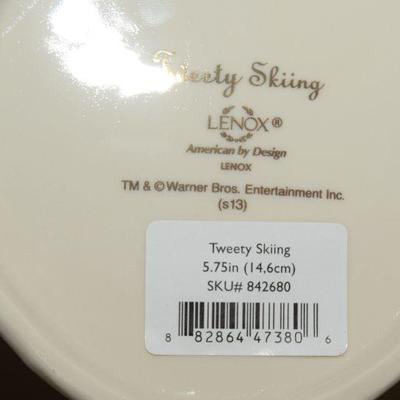 Tweety Skiing
LENOX®
American by Design
LENOX
TM & © Warner Bros. Entertainment Inc.
(s13)
Tweety Skiing
5.75in (14,6cm)
SKU# 842680
8 82864 47380 6